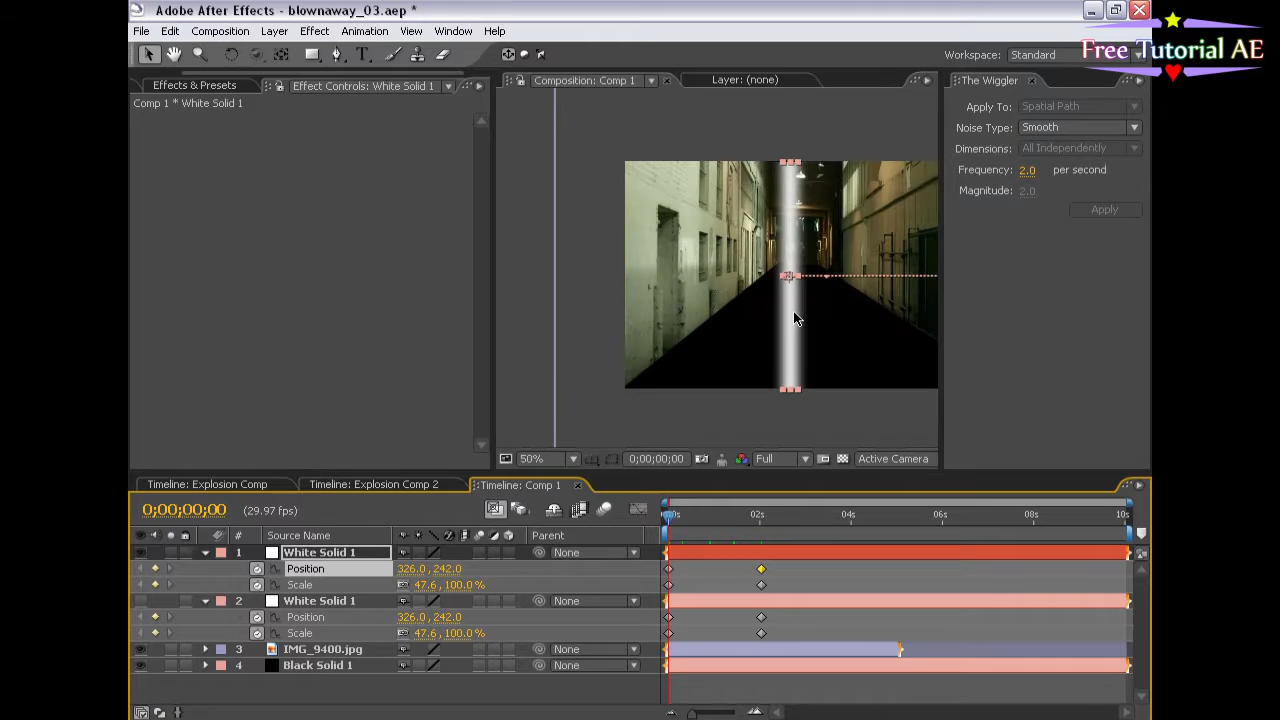 Adobe After Effects - blownaway_03.aep *
File Edit Composition Layer Effect Animation View Window Help
Workspace: Standard
Free Tutorial AE
Effects & Presets
Effect Controls: White Solid 1
Composition: Comp 1
Layer: (none)
The Wiggler
Comp 1 * White Solid 1
Apply To: Spatial Path
Noise Type: Smooth
Dimensions: All Independently
Frequency: 2.0 per second
Magnitude: 2.0
Apply
50%
0;00;00;00
Full
Active Camera
Timeline: Explosion Comp
Timeline: Explosion Comp 2
Timeline: Comp 1
0;00;00;00 (29.97 fps)
02s 04s 06s 08s 10s
# Source Name
Parent
1 White Solid 1 None
Position 326.0, 242.0
Scale 47.6, 100.0 %
2 White Solid 1 None
Position 326.0, 242.0
Scale 47.6, 100.0 %
3 IMG_9400.jpg None
4 Black Solid 1 None